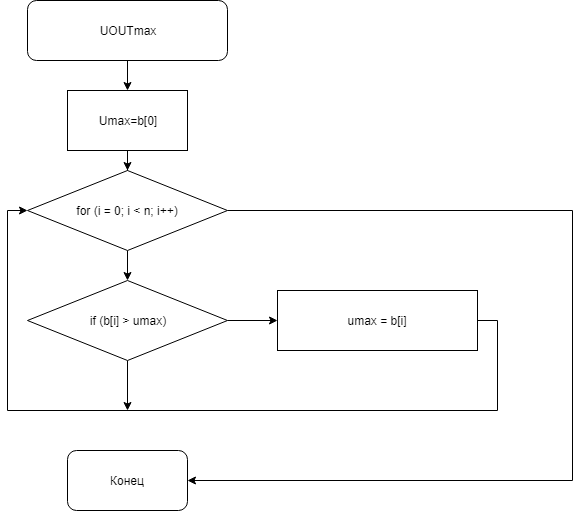 UOUTmax
Umax=b[0]
for (i = 0; i < n; i++)
if (b[i] > umax)
umax = b[i]
Конец